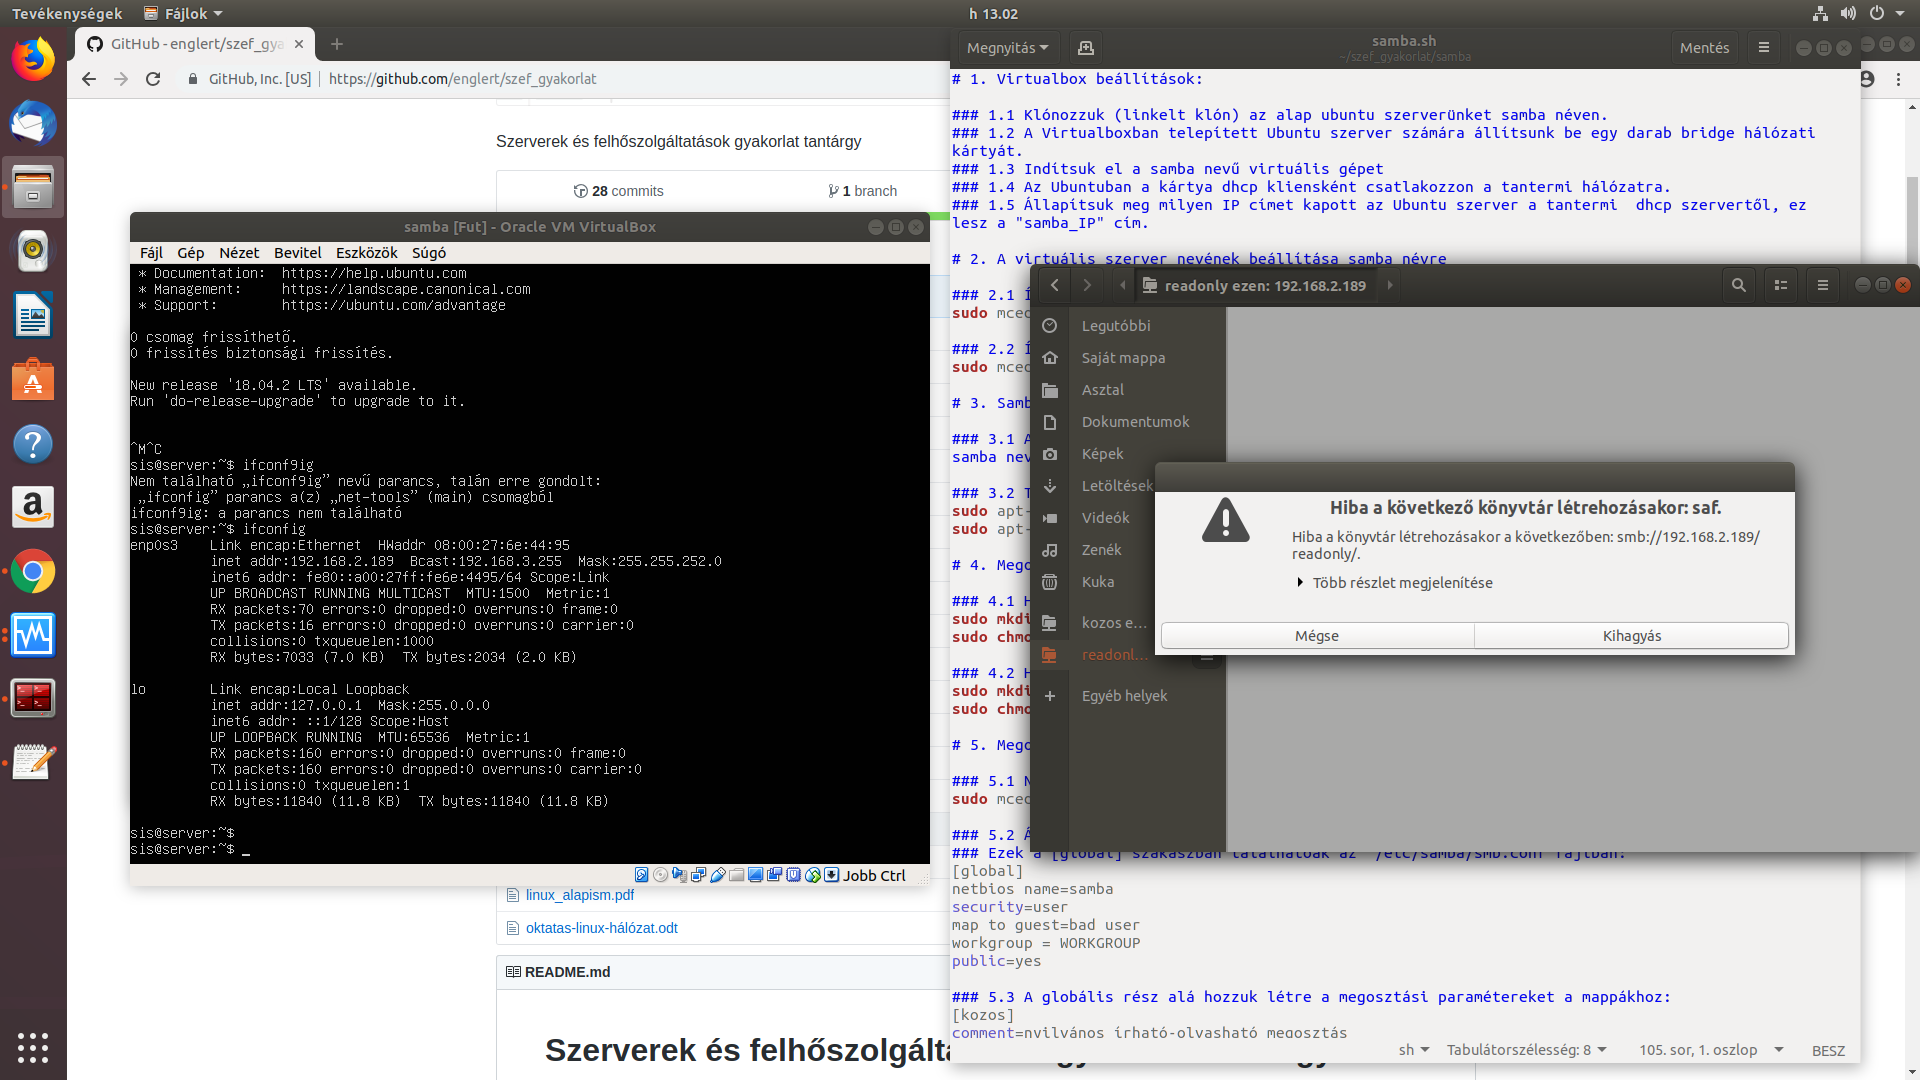 Tevékenységek
Fájlok
h 13.02
GitHub - englert/szef_gya
GitHub, Inc. [US]
https://github.com/englert/szef_gyakorlat
Szerverek és felhőszolgáltatások gyakorlat tantárgy
28 commits
1 branch
samba [Fut] - Oracle VM VirtualBox
Fájl Gép Nézet Bevitel Eszközök Súgó
* Documentation: https://help.ubuntu.com
* Management: https://landscape.canonical.com
* Support: https://ubuntu.com/advantage
0 csomag frissíthető.
0 frissítés biztonsági frissítés.
New release '18.04.2 LTS' available.
Run 'do-release-upgrade' to upgrade to it.
^M^C
sis@server:~$ ifconf9ig
Nem található „ifconf9ig” nevű parancs, talán erre gondolt:
„ifconfig” parancs a(z) „net-tools” (main) csomagból
ifconf9ig: a parancs nem található
sis@server:~$ ifconfig
enp0s3 Link encap:Ethernet HWaddr 08:00:27:6e:44:95
inet addr:192.168.2.189 Bcast:192.168.3.255 Mask:255.255.252.0
inet6 addr: fe80::a00:27ff:fe6e:4495/64 Scope:Link
UP BROADCAST RUNNING MULTICAST MTU:1500 Metric:1
RX packets:70 errors:0 dropped:0 overruns:0 frame:0
TX packets:16 errors:0 dropped:0 overruns:0 carrier:0
collisions:0 txqueuelen:1000
RX bytes:7033 (7.0 KB) TX bytes:2034 (2.0 KB)
lo Link encap:Local Loopback
inet addr:127.0.0.1 Mask:255.0.0.0
inet6 addr: ::1/128 Scope:Host
UP LOOPBACK RUNNING MTU:65536 Metric:1
RX packets:160 errors:0 dropped:0 overruns:0 frame:0
TX packets:160 errors:0 dropped:0 overruns:0 carrier:0
collisions:0 txqueuelen:1
RX bytes:11840 (11.8 KB) TX bytes:11840 (11.8 KB)
sis@server:~$
sis@server:~$ _
Jobb Ctrl
linux_alapism.pdf
oktatas-linux-hálózat.odt
README.md
Szerverek és felhőszolgálta
Megnyitás
samba.sh
~/szef_gyakorlat/samba
Mentés
# 1. Virtualbox beállítások:
### 1.1 Klónozzuk (linkelt klón) az alap ubuntu szerverünket samba néven.
### 1.2 A Virtualboxban telepített Ubuntu szerver számára állítsunk be egy darab bridge hálózati
kártyát.
### 1.3 Indítsuk el a samba nevű virtuális gépet
### 1.4 Az Ubuntuban a kártya dhcp kliensként csatlakozzon a tantermi hálózatra.
### 1.5 Állapítsuk meg milyen IP címet kapott az Ubuntu szerver a tantermi dhcp szervertől, ez
lesz a "samba_IP" cím.
# 2. A virtuális szerver nevének beállítása samba névre
### 2.1 Í
sudo mced
### 2.2 Í
sudo mced
# 3. Samb
### 3.1 A
samba nev
### 3.2 T
sudo apt-
sudo apt-
# 4. Mego
### 4.1 H
sudo mkdi
sudo chmo
### 4.2 H
sudo mkdi
sudo chmo
# 5. Mego
### 5.1 N
sudo mced
### 5.2 Á
### Ezek a [global] szakaszban találhatóak az "/etc/samba/smb.conf fájlban:
[global]
netbios name=samba
security=user
map to guest=bad user
workgroup = WORKGROUP
public=yes
### 5.3 A globális rész alá hozzuk létre a megosztási paramétereket a mappákhoz:
[kozos]
comment=nyilvános írható-olvasható megosztás
sh
Tabulátorszélesség: 8
105. sor, 1. oszlop
BESZ
readonly ezen: 192.168.2.189
Legutóbbi
Saját mappa
Asztal
Dokumentumok
Képek
Letöltések
Videók
Zenék
Kuka
kozos e…
readonl…
Egyéb helyek
Hiba a következő könyvtár létrehozásakor: saf.
Hiba a könyvtár létrehozásakor a következőben: smb://192.168.2.189/
readonly/.
Több részlet megjelenítése
Mégse
Kihagyás